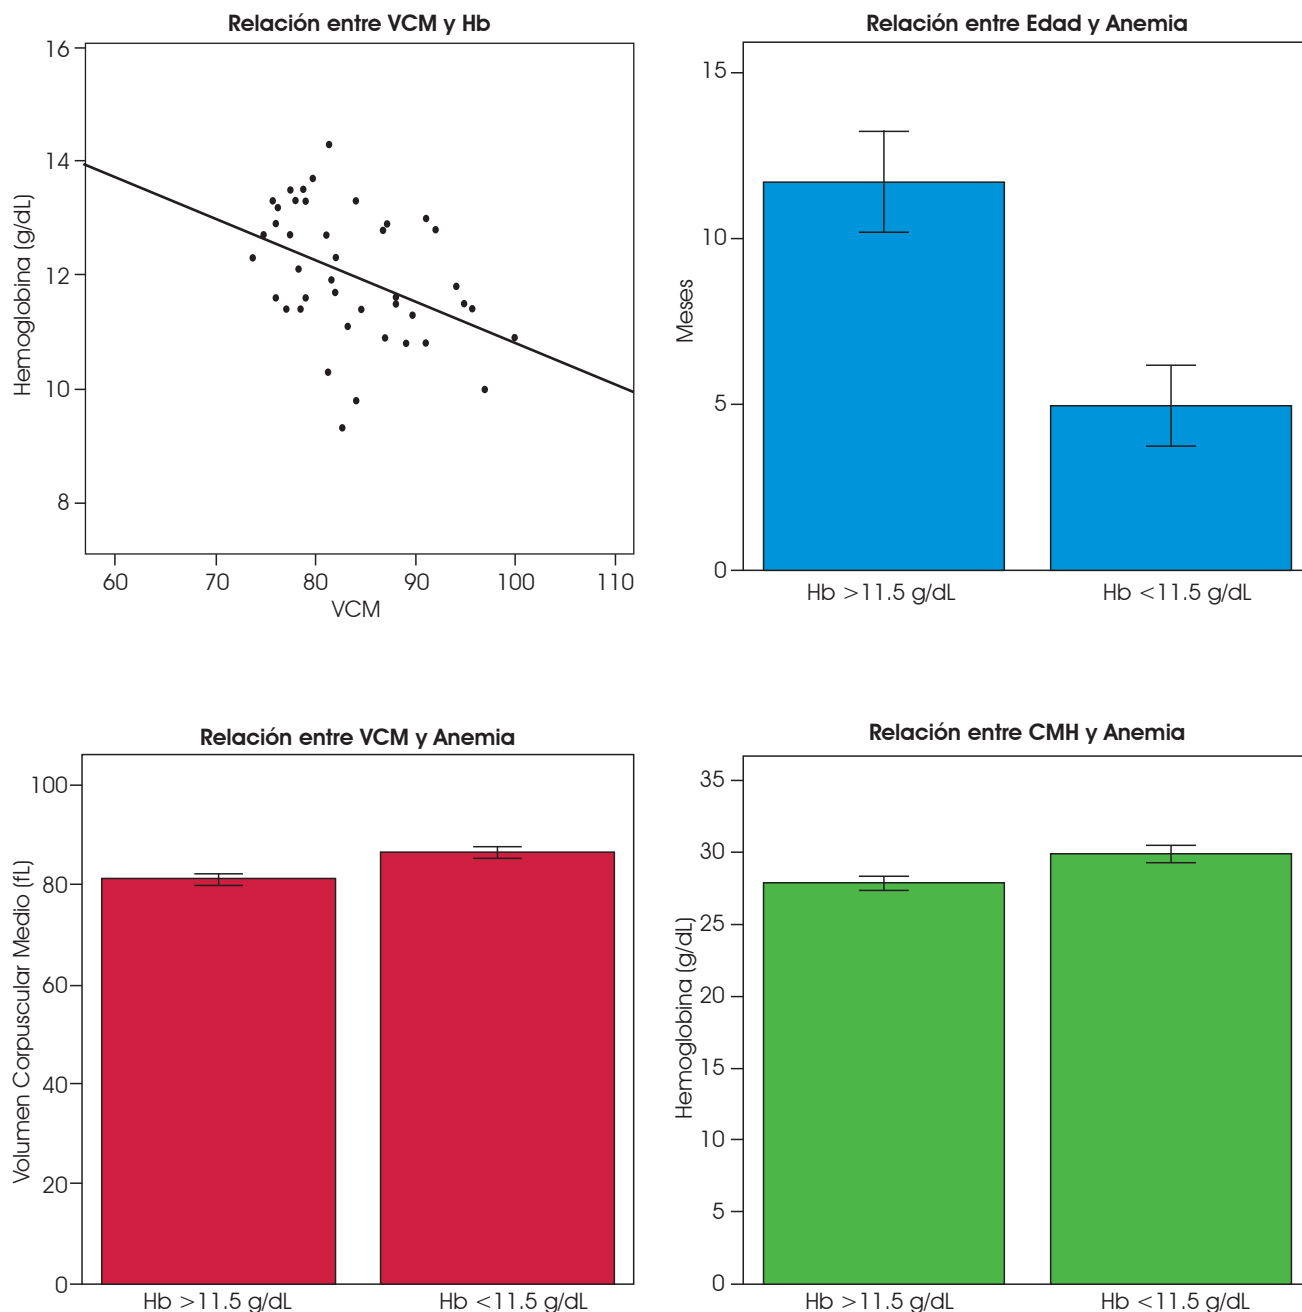 Relación entre VCM y Hb
16
14
12
10
8
Hemoglobina (g/dL)
60 70 80 90 100 110
VCM
Relación entre Edad y Anemia
15
10
5
0
Meses
Hb >11.5 g/dL Hb <11.5 g/dL
Relación entre VCM y Anemia
100
80
60
40
20
0
Volumen Corpuscular Medio (fL)
Hb >11.5 g/dL Hb <11.5 g/dL
Relación entre CMH y Anemia
35
30
25
20
15
10
5
0
Hemoglobina (g/dL)
Hb >11.5 g/dL Hb <11.5 g/dL